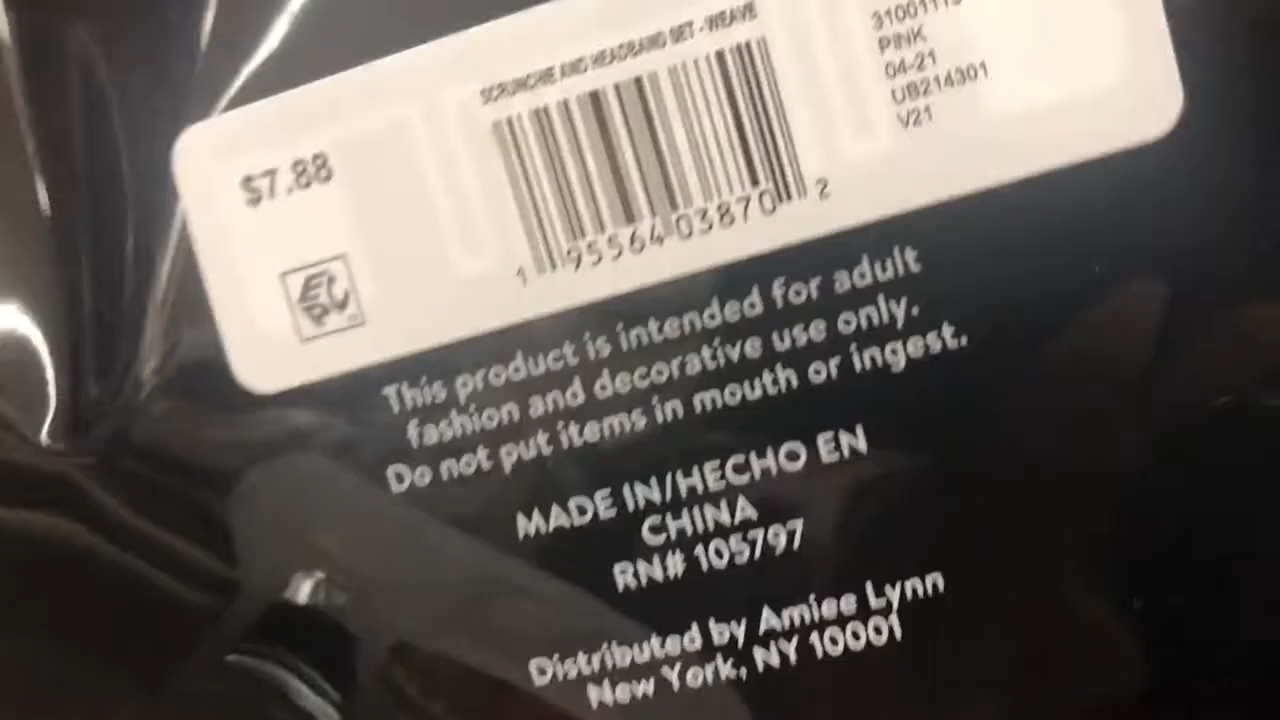 SCRUNCHIE AND HEADBAND SET - WEAVE
$7.88
1 95564 03870 2
PINK
04-21
UB214301
V21
This product is intended for adult
fashion and decorative use only.
Do not put items in mouth or ingest.
MADE IN/HECHO EN
CHINA
RN# 105797
Distributed by Amiee Lynn
New York, NY 10001